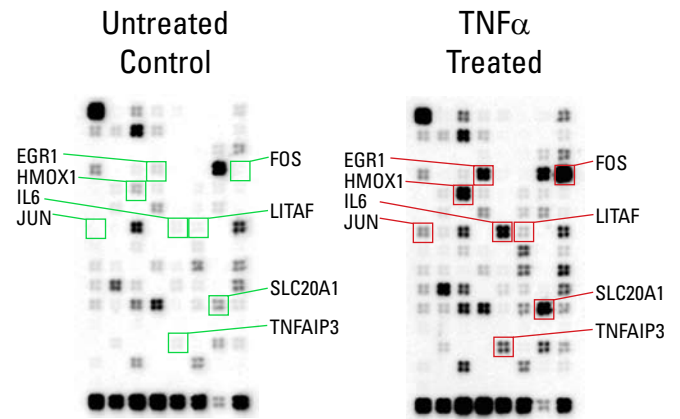 Untreated
Control
EGR1
HMOX1
IL6
JUN
FOS
LITAF
SLC20A1
TNFAIP3
TNFα
Treated
EGR1
HMOX1
IL6
JUN
FOS
LITAF
SLC20A1
TNFAIP3